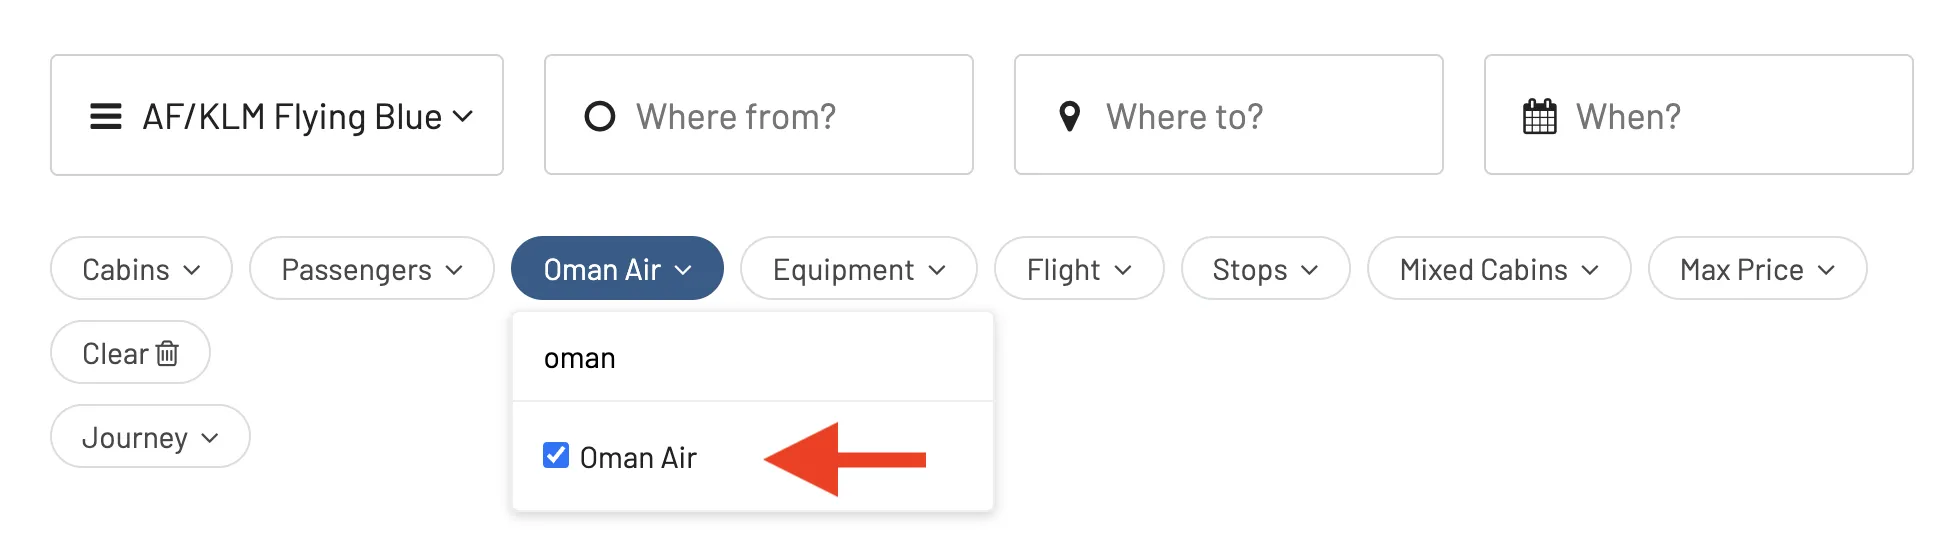 AF/KLM Flying Blue
Where from?
Where to?
When?
Cabins
Passengers
Oman Air
Equipment
Flight
Stops
Mixed Cabins
Max Price
Clear
Journey
oman
Oman Air